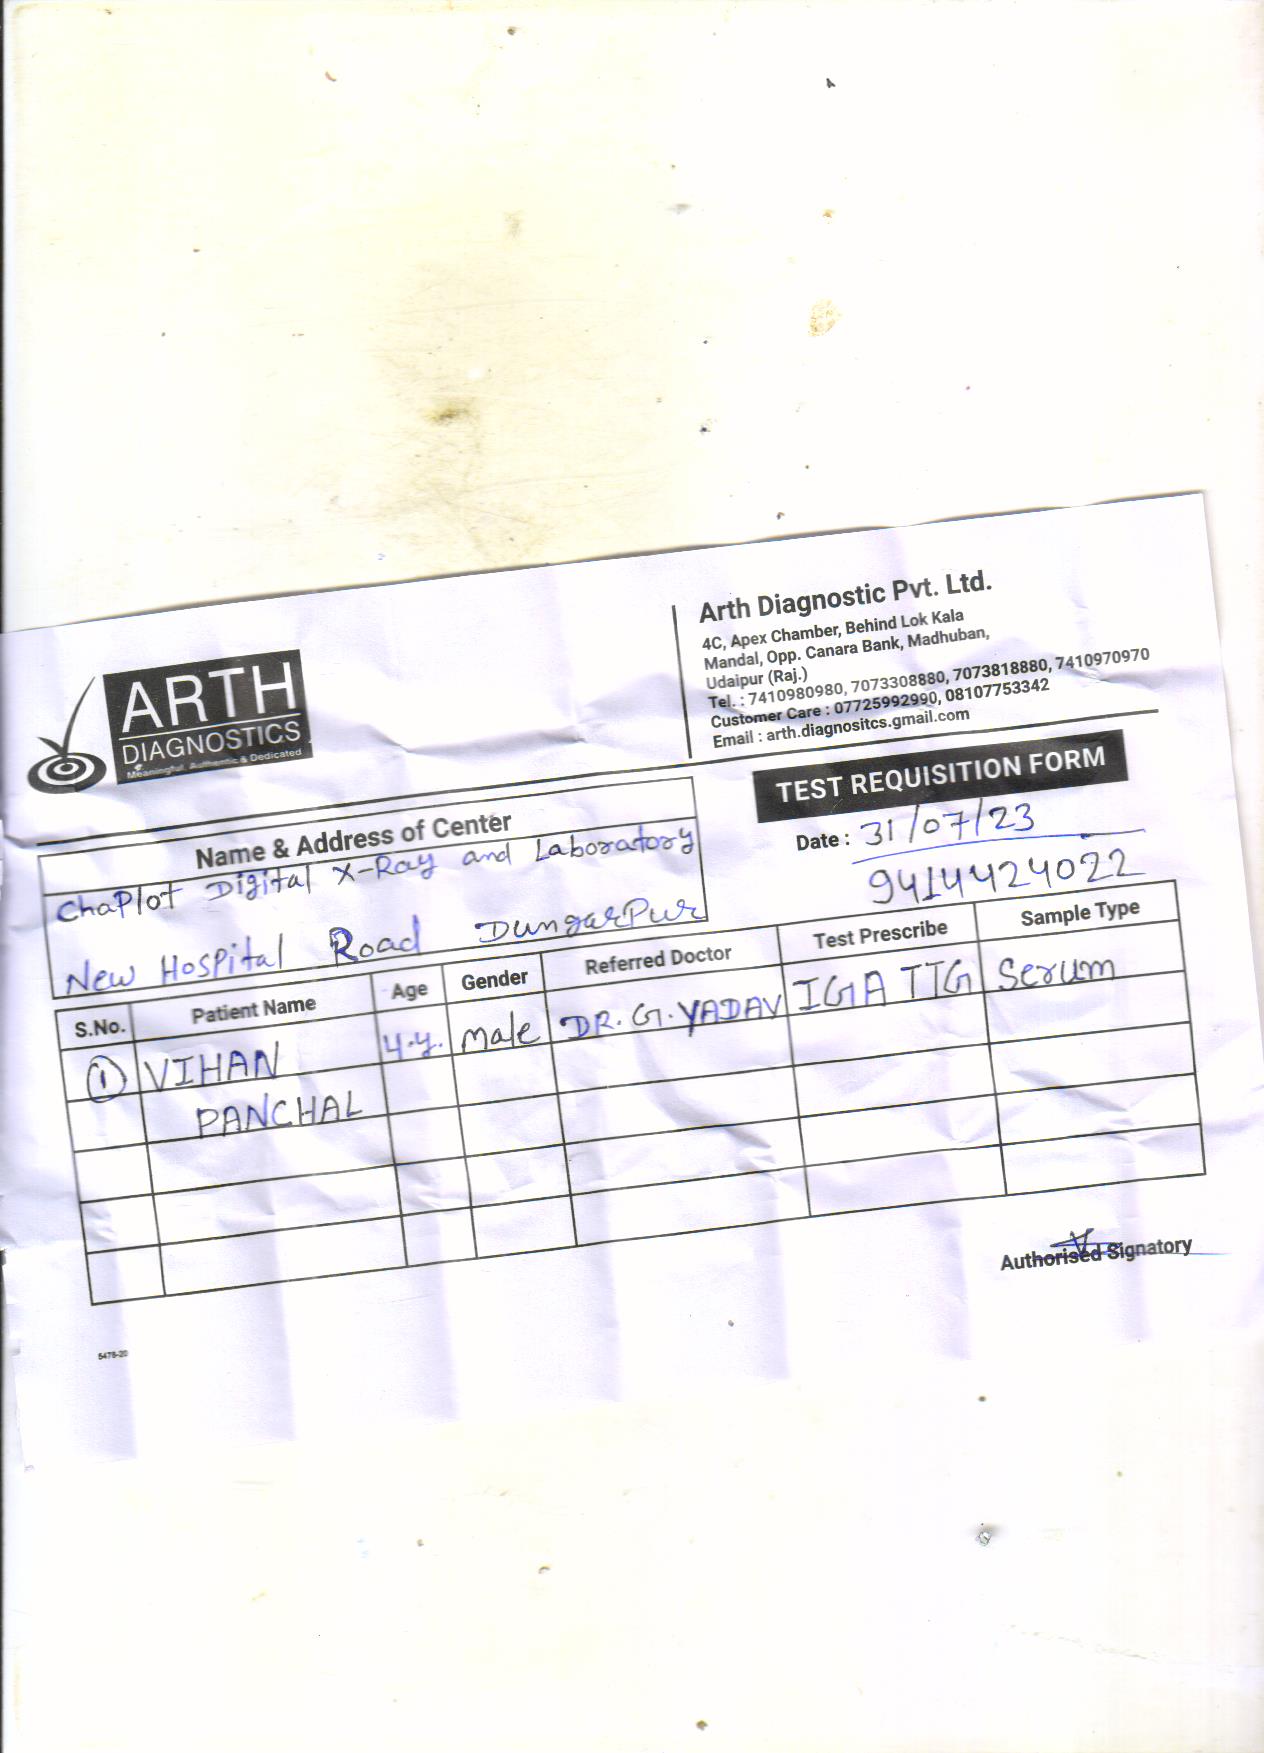 ARTH
DIAGNOSTICS
Meaningful, Authentic & Dedicated
Arth Diagnostic Pvt. Ltd.
4C, Apex Chamber, Behind Lok Kala
Mandal, Opp. Canara Bank, Madhuban,
Udaipur (Raj.)
Tel. : 7410980980, 7073308880, 7073818880, 7410970970
Customer Care : 07725992990, 08107753342
Email : arth.diagnositcs.gmail.com
TEST REQUISITION FORM
Date : 31/07/23
9414424022
Name & Address of Center
ChaPlot Digital X-Ray and Laboratory
New Hospital Road DungarPur
S.No. Patient Name Age Gender Referred Doctor Test Prescribe Sample Type
1 VIHAN 4.y. male DR. G. YADAV IGA TTG Serum
PANCHAL
Authorised Signatory
5478-20